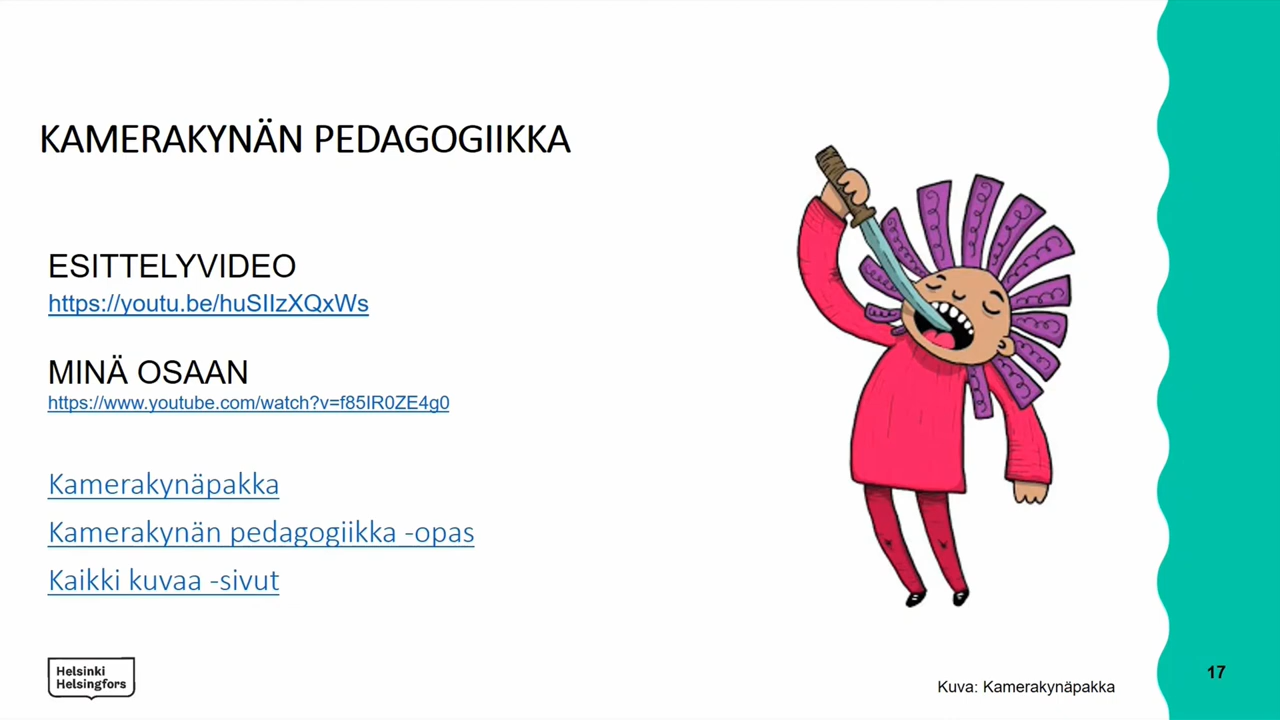 KAMERAKYNÄN PEDAGOGIIKKA
ESITTELYVIDEO
https://youtu.be/huSIIzXQxWs
MINÄ OSAAN
https://www.youtube.com/watch?v=f85IR0ZE4g0
Kamerakynäpakka
Kamerakynän pedagogiikka -opas
Kaikki kuvaa -sivut
Helsinki
Helsingfors
Kuva: Kamerakynäpakka
17